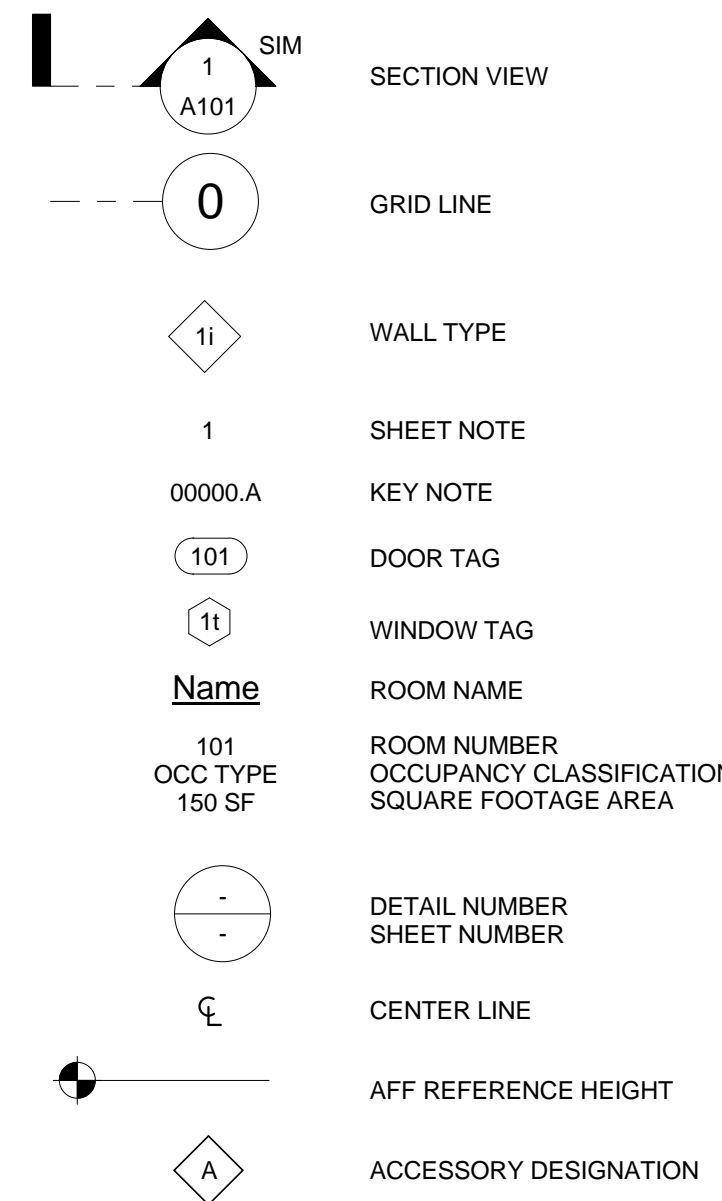 SIM
1
A101
SECTION VIEW
0
GRID LINE
1i
WALL TYPE
1
SHEET NOTE
00000.A
KEY NOTE
101
DOOR TAG
1t
WINDOW TAG
Name
ROOM NAME
101
ROOM NUMBER
OCC TYPE
OCCUPANCY CLASSIFICATION
150 SF
SQUARE FOOTAGE AREA
-
DETAIL NUMBER
-
SHEET NUMBER
℄
CENTER LINE
AFF REFERENCE HEIGHT
A
ACCESSORY DESIGNATION